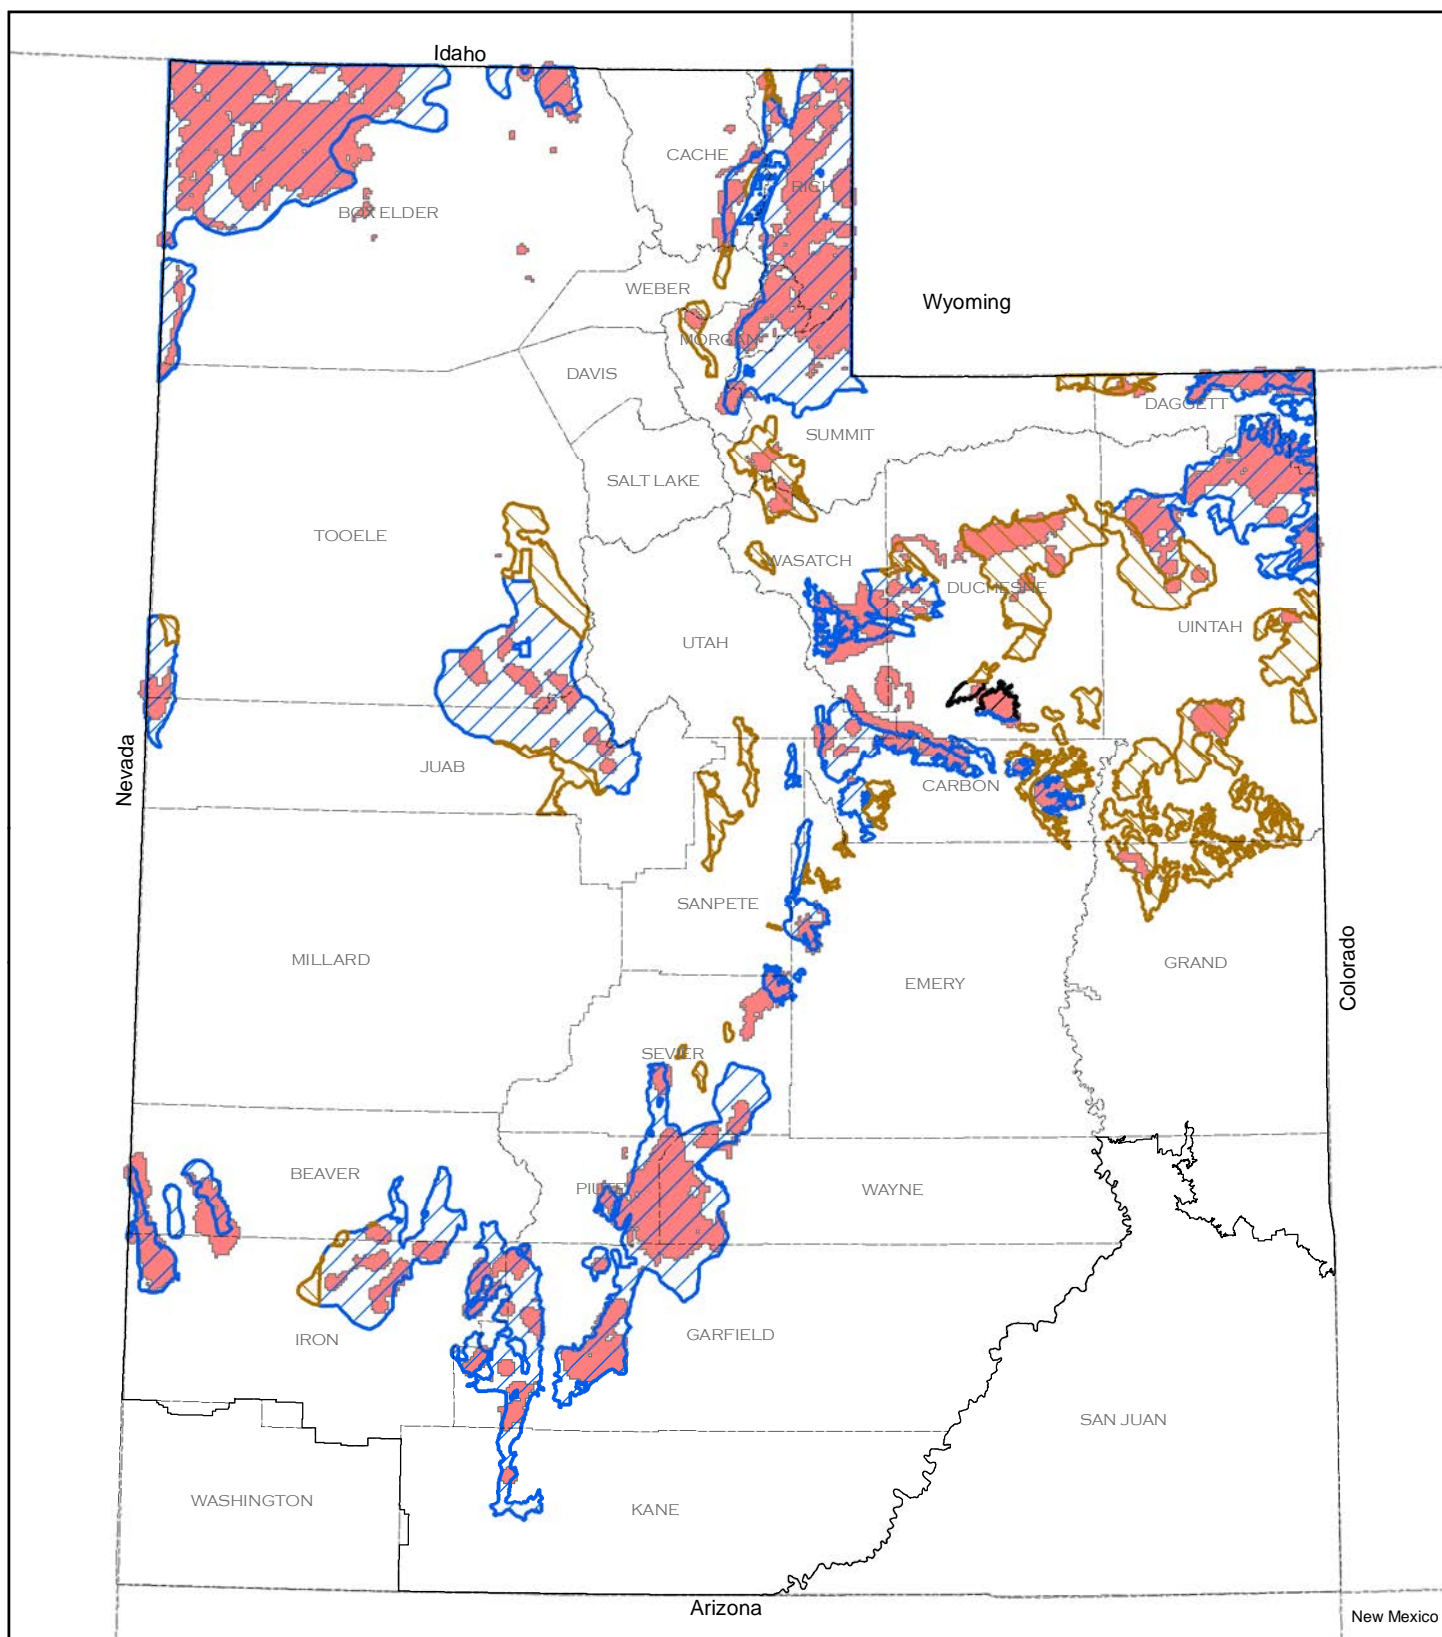 Idaho
CACHE
RICH
BOX ELDER
WEBER
Wyoming
MORGAN
DAVIS
DAGGETT
SUMMIT
SALT LAKE
TOOELE
WASATCH
DUCHESNE
UINTAH
UTAH
Nevada
JUAB
CARBON
SANPETE
MILLARD
EMERY
GRAND
Colorado
SEVIER
BEAVER
PIUTE
WAYNE
IRON
GARFIELD
SAN JUAN
WASHINGTON
KANE
Arizona
New Mexico